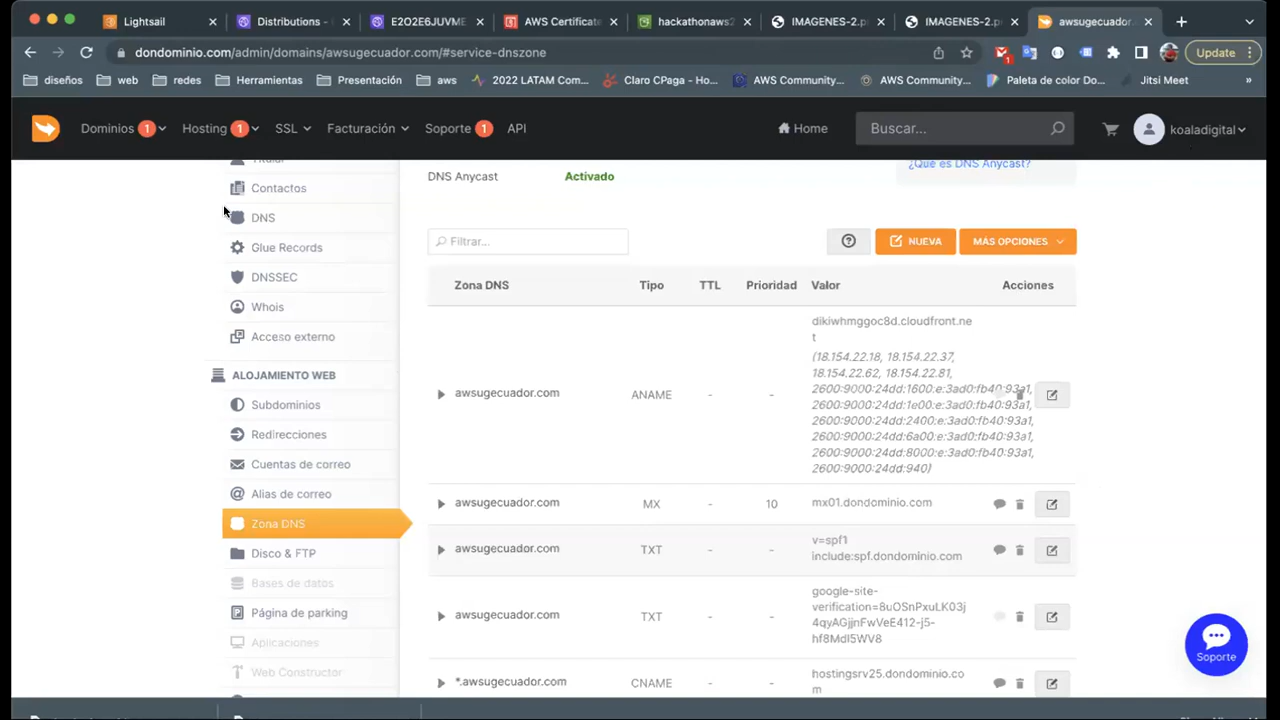 Lightsail
Distributions -
E2O2E6JUVME
AWS Certificate
hackathonaws2
IMAGENES-2.p
IMAGENES-2.p
awsugecuador.
dondominio.com/admin/domains/awsugecuador.com/#service-dnszone
Update
diseños
web
redes
Herramientas
Presentación
aws
2022 LATAM Com...
Claro CPaga - Ho...
AWS Community...
AWS Community...
Paleta de color Do...
Jitsi Meet
»
Dominios 1
Hosting 1
SSL
Facturación
Soporte 1
API
Home
Buscar...
koaladigital
Titular
Contactos
DNS
Glue Records
DNSSEC
Whois
Acceso externo
ALOJAMIENTO WEB
Subdominios
Redirecciones
Cuentas de correo
Alias de correo
Zona DNS
Disco & FTP
Bases de datos
Página de parking
Aplicaciones
Web Constructor
DNS Anycast Activado
¿Qué es DNS Anycast?
Filtrar...
NUEVA
MÁS OPCIONES
Zona DNS Tipo TTL Prioridad Valor Acciones
awsugecuador.com ANAME - -
dikiwhmggoc8d.cloudfront.ne
t
(18.154.22.18, 18.154.22.37,
18.154.22.62, 18.154.22.81,
2600:9000:24dd:1600:e:3ad0:fb40:93a1,
2600:9000:24dd:1e00:e:3ad0:fb40:93a1,
2600:9000:24dd:2400:e:3ad0:fb40:93a1,
2600:9000:24dd:6a00:e:3ad0:fb40:93a1,
2600:9000:24dd:8000:e:3ad0:fb40:93a1,
2600:9000:24dd:940)
awsugecuador.com MX - 10 mx01.dondominio.com
awsugecuador.com TXT - -
v=spf1
include:spf.dondominio.com
awsugecuador.com TXT - -
google-site-
verification=8uOSnPxuLK03j
4qyAGjjnFwVeE412-j5-
hf8MdI5WV8
*.awsugecuador.com CNAME - -
hostingsrv25.dondominio.co
m
Soporte